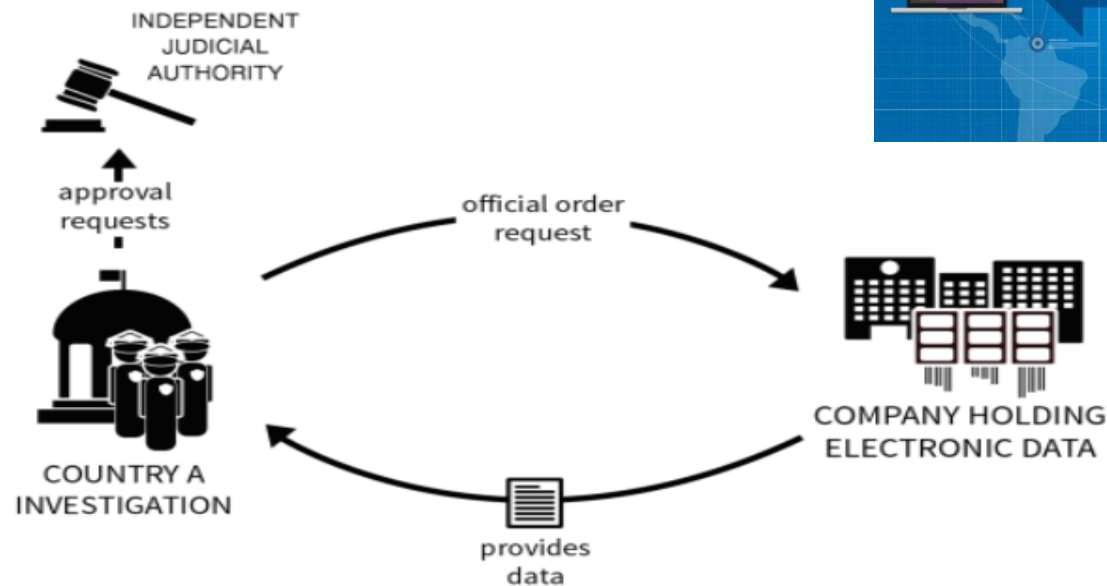 INDEPENDENT
JUDICIAL
AUTHORITY
approval
requests
official order
request
COMPANY HOLDING
ELECTRONIC DATA
COUNTRY A
INVESTIGATION
provides
data